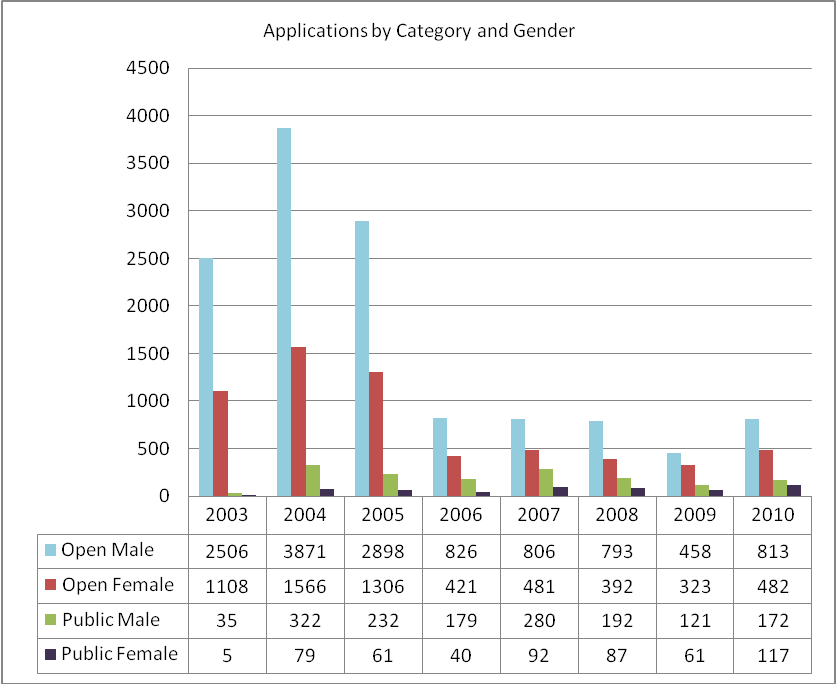 Applications by Category and Gender
4500
4000
3500
3000
2500
2000
1500
1000
500
0
2003 2004 2005 2006 2007 2008 2009 2010
Open Male 2506 3871 2898 826 806 793 458 813
Open Female 1108 1566 1306 421 481 392 323 482
Public Male 35 322 232 179 280 192 121 172
Public Female 5 79 61 40 92 87 61 117